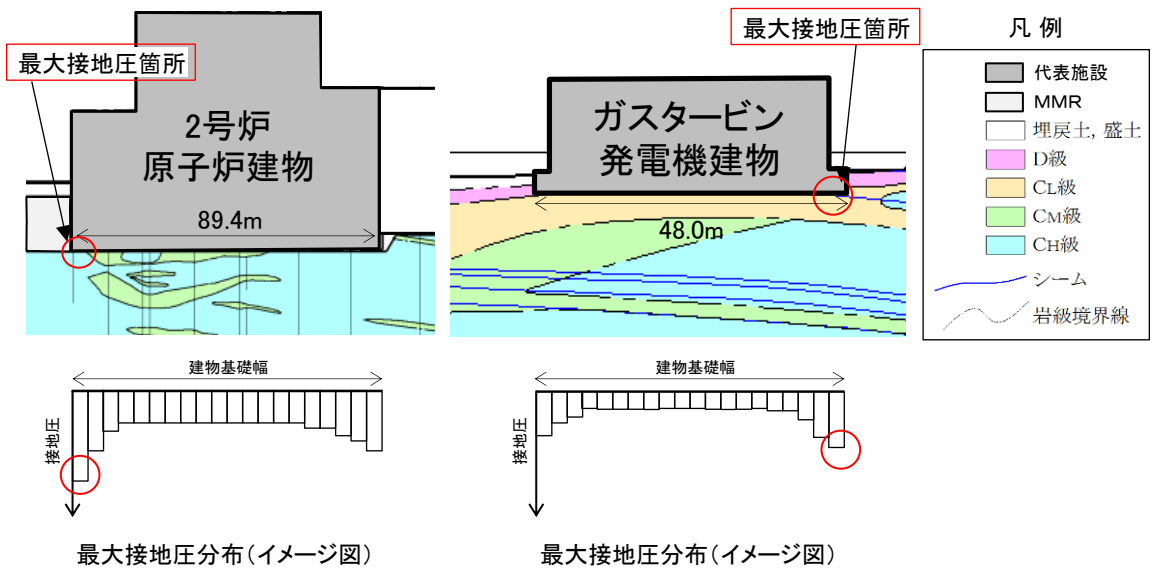 最大接地圧箇所
2号炉
原子炉建物
89.4m
建物基礎幅
接地圧
最大接地圧分布(イメージ図)
最大接地圧箇所
ガスタービン
発電機建物
48.0m
建物基礎幅
接地圧
最大接地圧分布(イメージ図)
凡 例
代表施設
MMR
埋戻土, 盛土
D級
CL級
CM級
CH級
シーム
岩級境界線